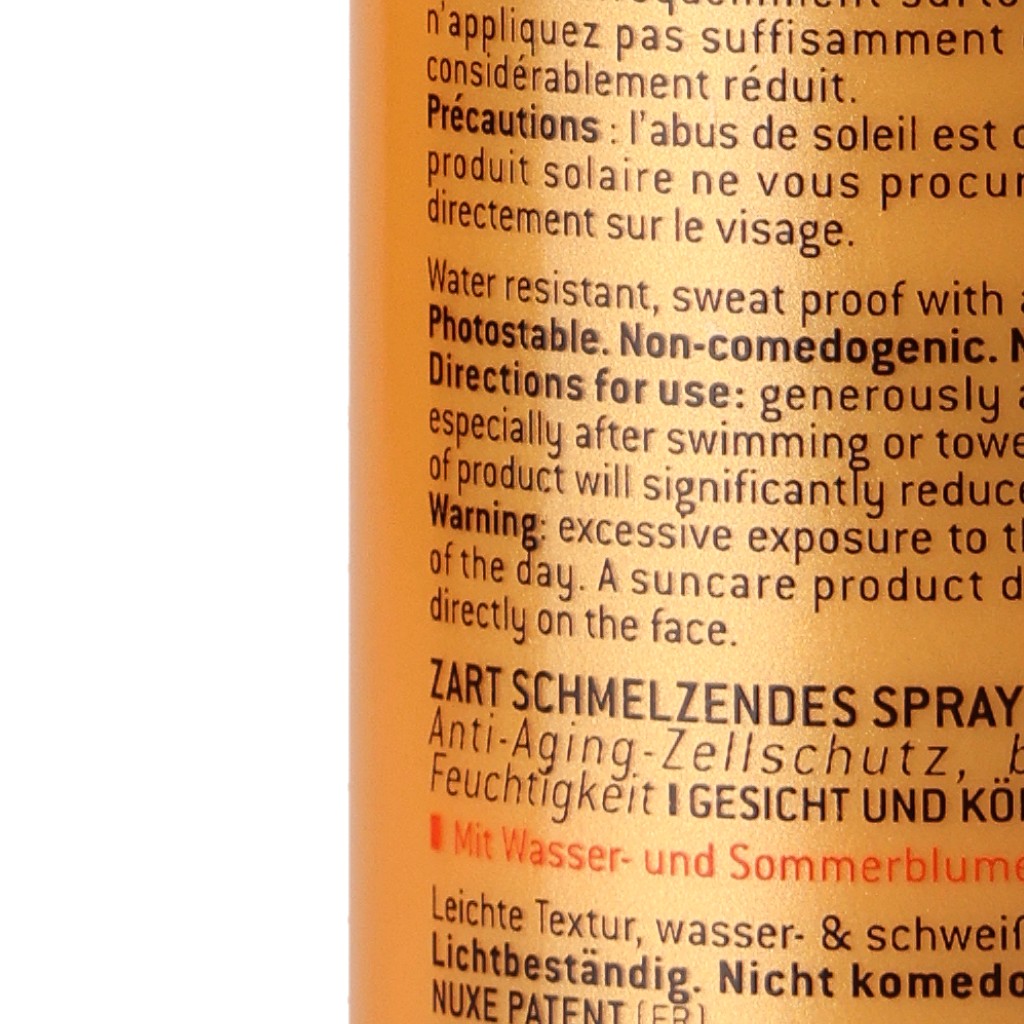 n'appliquez pas suffisamment
considérablement réduit.
Précautions : l'abus de soleil est
produit solaire ne vous procur
directement sur le visage.
Water resistant, sweat proof with
Photostable. Non-comedogenic.
Directions for use: generously
especially after swimming or towe
of product will significantly reduc
Warning: excessive exposure to
of the day. A suncare product d
directly on the face.
ZART SCHMELZENDES SPRAY
Anti-Aging-Zellschutz,
Feuchtigkeit | GESICHT UND KÖ
Mit Wasser- und Sommerblume
Leichte Textur, wasser- & schwei
Lichtbeständig. Nicht komedo
NUXE PATENT (FR)